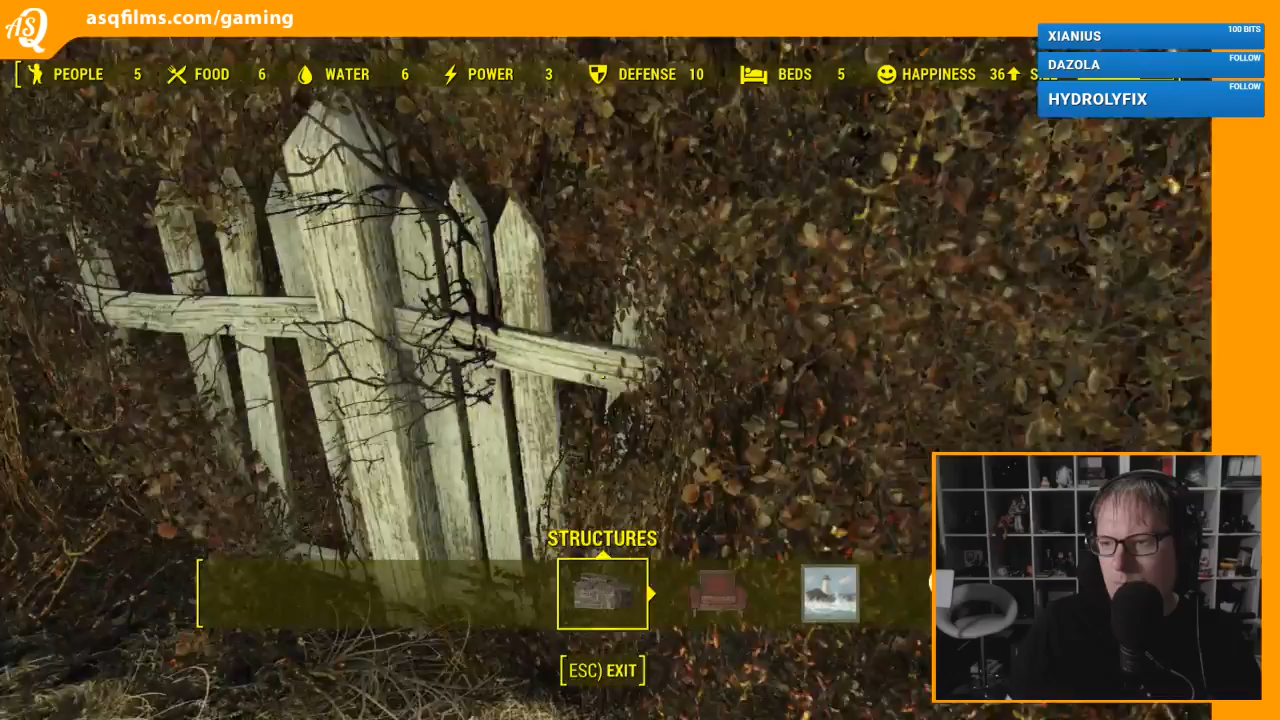 ASQ
asqfilms.com/gaming
XIANIUS 100 BITS
DAZOLA FOLLOW
HYDROLYFIX FOLLOW
PEOPLE 5 FOOD 6 WATER 6 POWER 3 DEFENSE 10 BEDS 5 HAPPINESS 36
STRUCTURES
ESC) EXIT